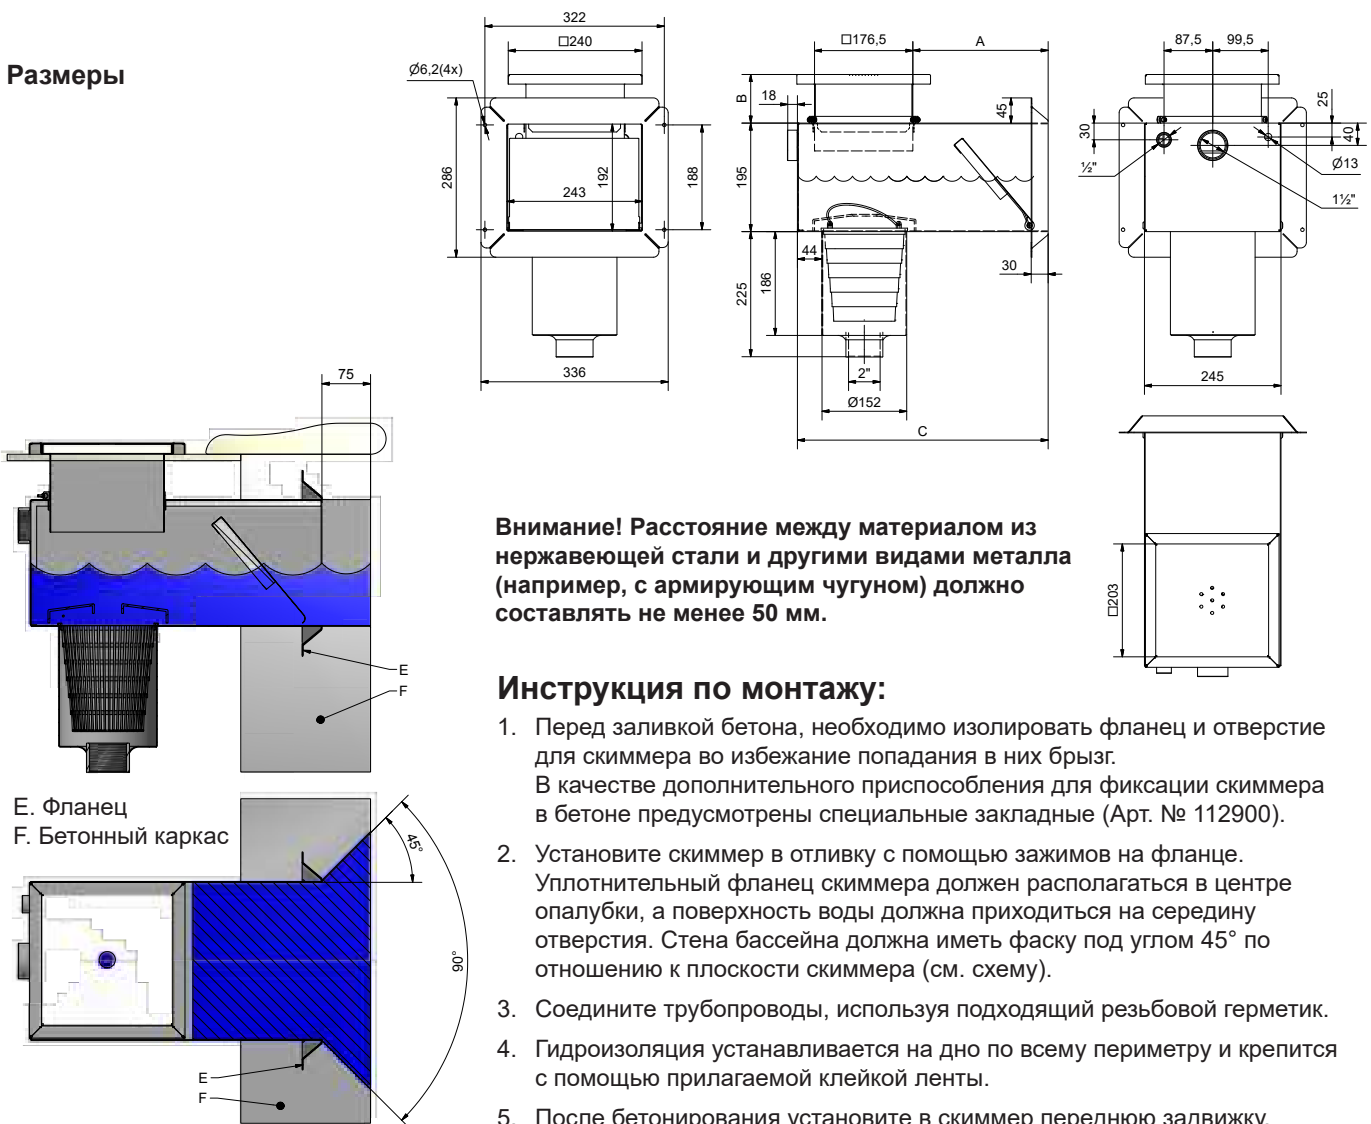 Размеры
322
□240
Ø6,2(4x)
286
192
243
188
336
□176,5
A
B
18
45
195
44
30
225
186
2"
Ø152
C
87,5
99,5
25
30
40
½"
Ø13
1½"
245
□203
75
E
F
E. Фланец
F. Бетонный каркас
45°
90°
E
F
Внимание! Расстояние между материалом из
нержавеющей стали и другими видами металла
(например, с армирующим чугуном) должно
составлять не менее 50 мм.
Инструкция по монтажу:
1. Перед заливкой бетона, необходимо изолировать фланец и отверстие
для скиммера во избежание попадания в них брызг.
В качестве дополнительного приспособления для фиксации скиммера
в бетоне предусмотрены специальные закладные (Арт. № 112900).
2. Установите скиммер в отливку с помощью зажимов на фланце.
Уплотнительный фланец скиммера должен располагаться в центре
опалубки, а поверхность воды должна приходиться на середину
отверстия. Стена бассейна должна иметь фаску под углом 45° по
отношению к плоскости скиммера (см. схему).
3. Соедините трубопроводы, используя подходящий резьбовой герметик.
4. Гидроизоляция устанавливается на дно по всему периметру и крепится
с помощью прилагаемой клейкой ленты.
5. После бетонирования установите в скиммер переднюю задвижку.